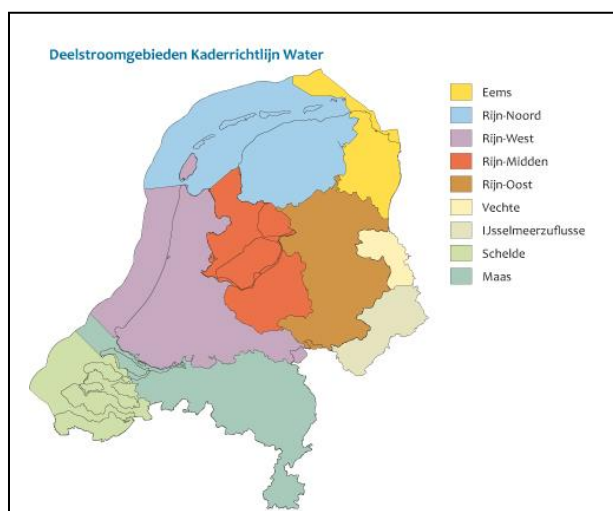 Deelstroomgebieden Kaderrichtlijn Water
Eems
Rijn-Noord
Rijn-West
Rijn-Midden
Rijn-Oost
Vechte
IJsselmeerzuflusse
Schelde
Maas